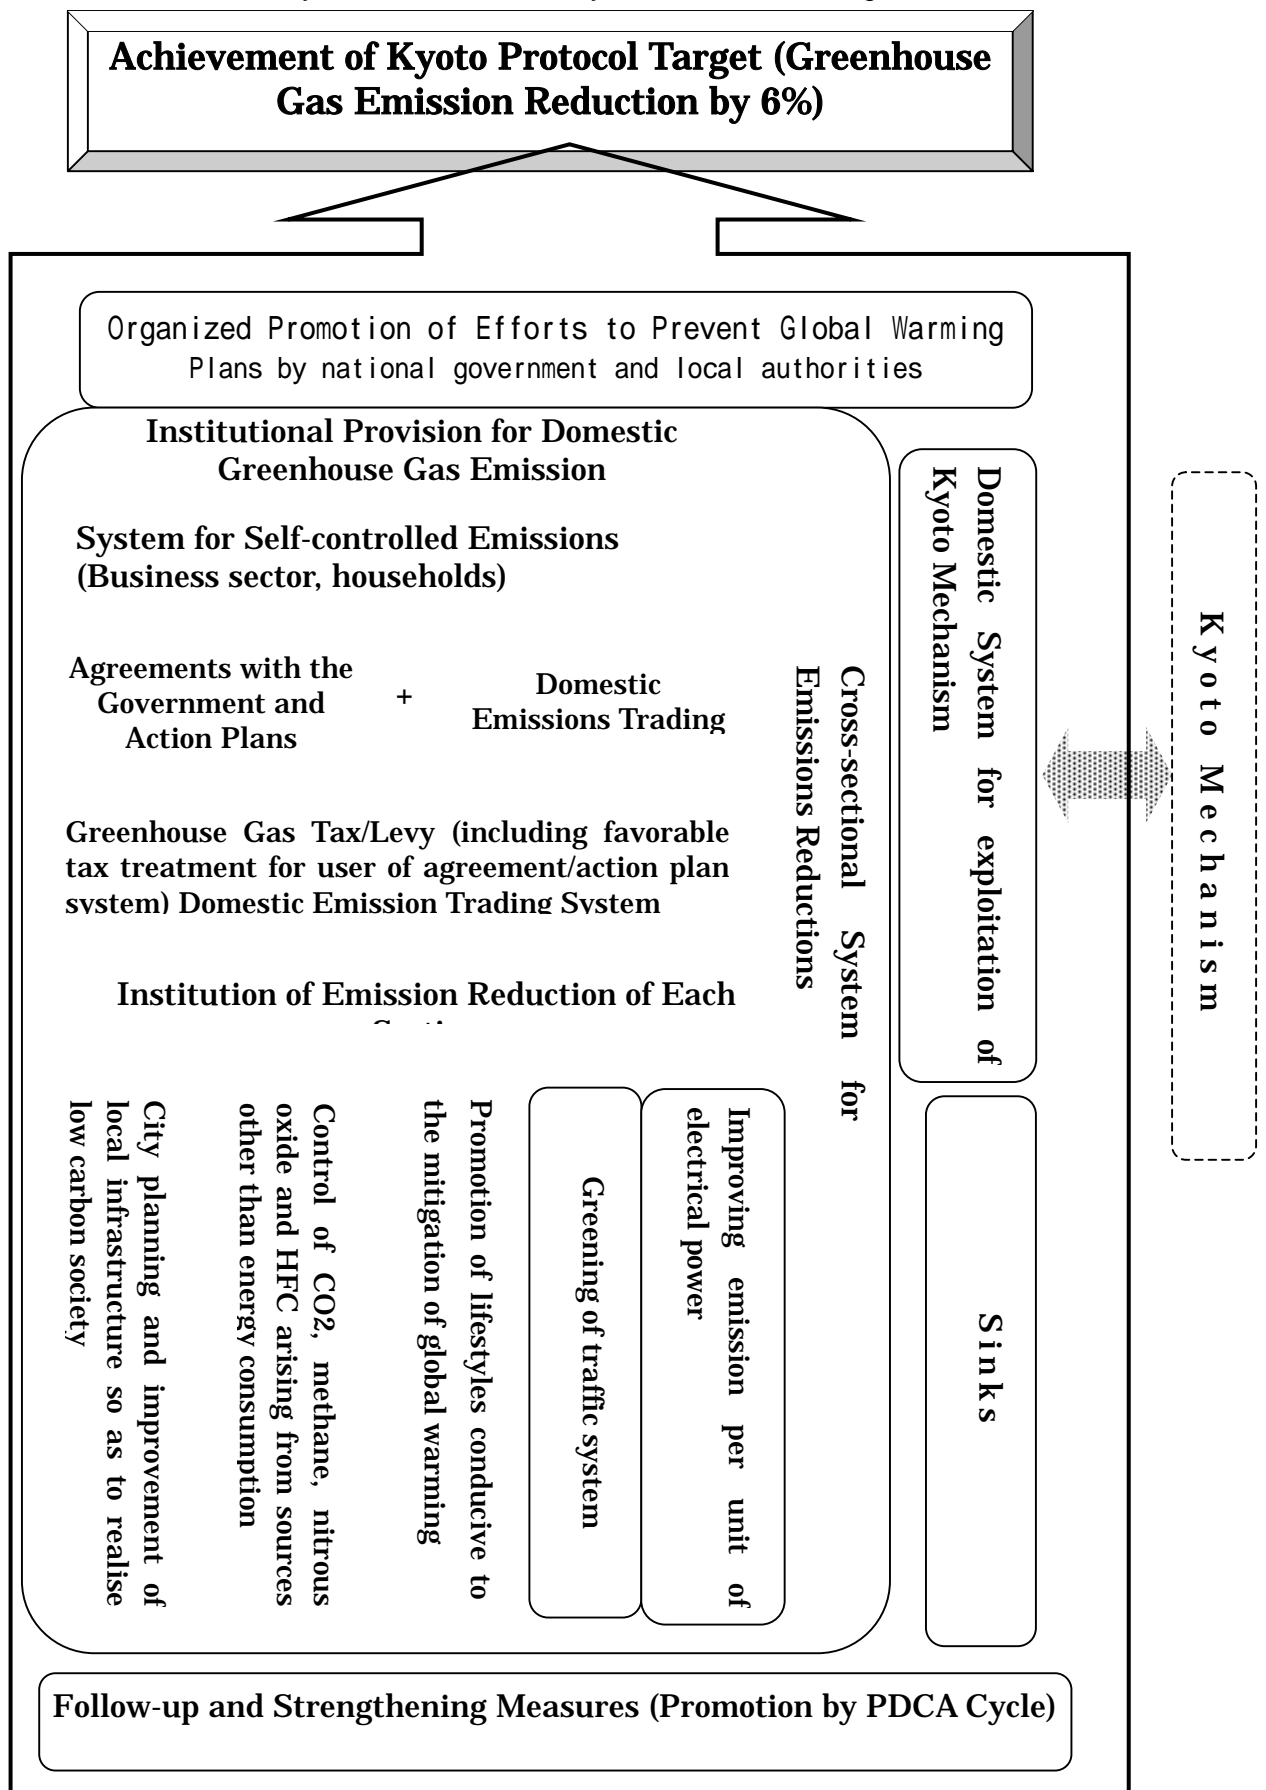 Achievement of Kyoto Protocol Target (Greenhouse
Gas Emission Reduction by 6%)
Organized Promotion of Efforts to Prevent Global Warming
Plans by national government and local authorities
Institutional Provision for Domestic
Greenhouse Gas Emission
System for Self-controlled Emissions
(Business sector, households)
Agreements with the
Government and
Action Plans
+
Domestic
Emissions Trading
Greenhouse Gas Tax/Levy (including favorable
tax treatment for user of agreement/action plan
system) Domestic Emission Trading System
Cross-sectional System for
Emissions Reductions
Domestic System for exploitation of
Kyoto Mechanism
Kyoto Mechanism
Institution of Emission Reduction of Each
City planning and improvement of
local infrastructure so as to realise
low carbon society
Control of CO2, methane, nitrous
oxide and HFC arising from sources
other than energy consumption
Promotion of lifestyles conducive to
the mitigation of global warming
Greening of traffic system
Improving emission per unit of
electrical power
Sinks
Follow-up and Strengthening Measures (Promotion by PDCA Cycle)